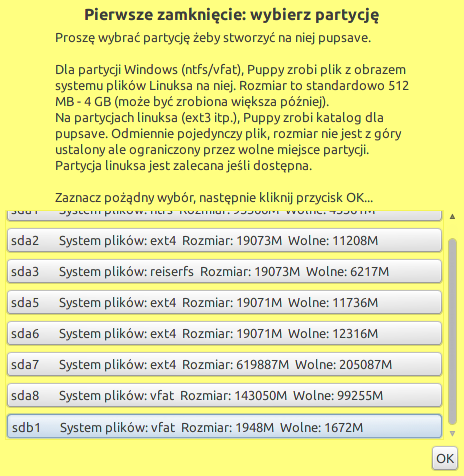 Pierwsze zamknięcie: wybierz partycję
Proszę wybrać partycję żeby stworzyć na niej pupsave.
Dla partycji Windows (ntfs/vfat), Puppy zrobi plik z obrazem
systemu plików Linuksa na niej. Rozmiar to standardowo 512
MB - 4 GB (może być zrobiona większa później).
Na partycjach linuksa (ext3 itp.), Puppy zrobi katalog dla
pupsave. Odmiennie pojedynczy plik, rozmiar nie jest z góry
ustalony ale ograniczony przez wolne miejsce partycji.
Partycja linuksa jest zalecana jeśli dostępna.
Zaznacz pożądny wybór, następnie kliknij przycisk OK...
sda1 System plików: ntfs Rozmiar: Wolne:
sda2 System plików: ext4 Rozmiar: 19073M Wolne: 11208M
sda3 System plików: reiserfs Rozmiar: 19073M Wolne: 6217M
sda5 System plików: ext4 Rozmiar: 19071M Wolne: 11736M
sda6 System plików: ext4 Rozmiar: 19071M Wolne: 12316M
sda7 System plików: ext4 Rozmiar: 619887M Wolne: 205087M
sda8 System plików: vfat Rozmiar: 143050M Wolne: 99255M
sdb1 System plików: vfat Rozmiar: 1948M Wolne: 1672M
OK